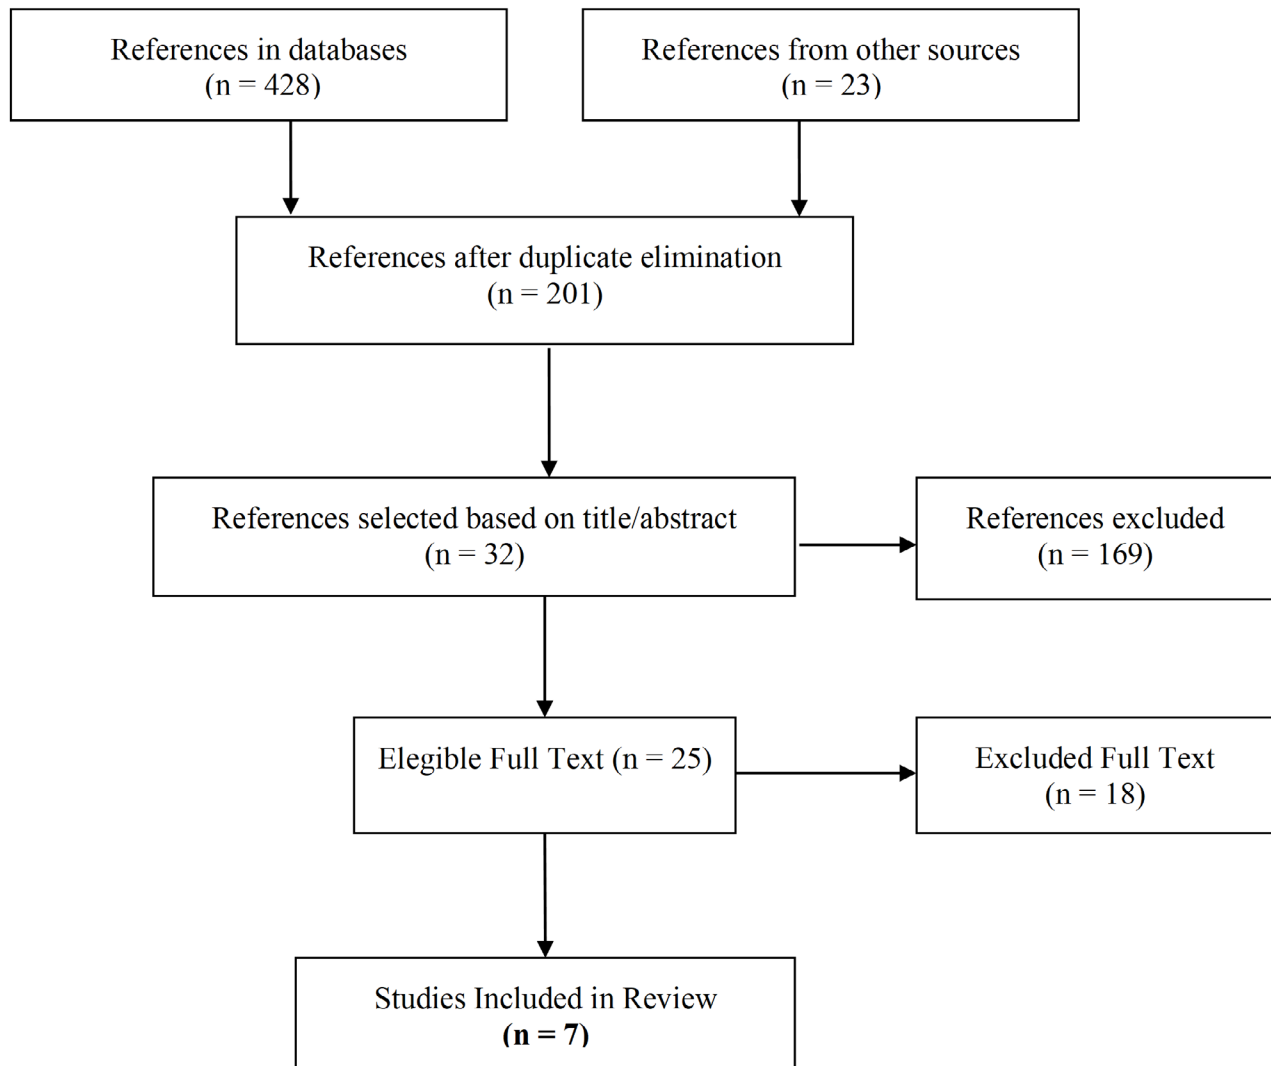 References in databases
(n = 428)
References from other sources
(n = 23)
References after duplicate elimination
(n = 201)
References selected based on title/abstract
(n = 32)
References excluded
(n = 169)
Elegible Full Text (n = 25)
Excluded Full Text
(n = 18)
Studies Included in Review
(n = 7)